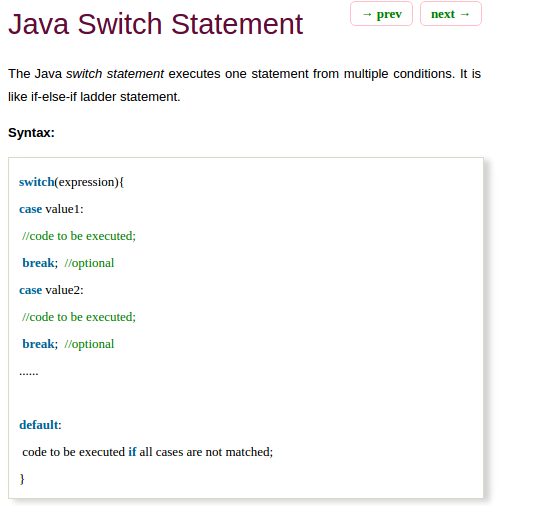 Java Switch Statement
→ prev
next →
The Java switch statement executes one statement from multiple conditions. It is
like if-else-if ladder statement.
Syntax:
switch(expression){
case value1:
//code to be executed;
break; //optional
case value2:
//code to be executed;
break; //optional
......
default:
code to be executed if all cases are not matched;
}